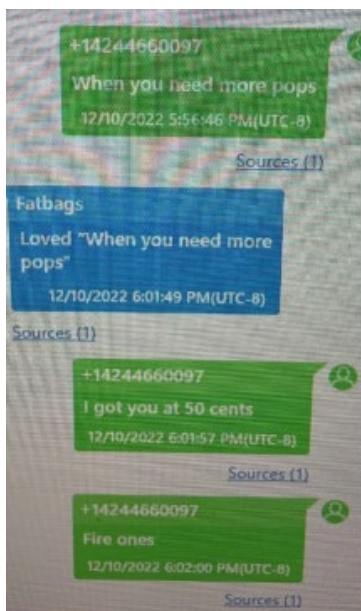 +14244660097
When you need more pops
12/10/2022 5:56:46 PM(UTC-8)
Sources (1)
Fatbags
Loved "When you need more
pops"
12/10/2022 6:01:49 PM(UTC-8)
Sources (1)
+14244660097
I got you at 50 cents
12/10/2022 6:01:57 PM(UTC-8)
Sources (1)
+14244660097
Fire ones
12/10/2022 6:02:00 PM(UTC-8)
Sources (1)